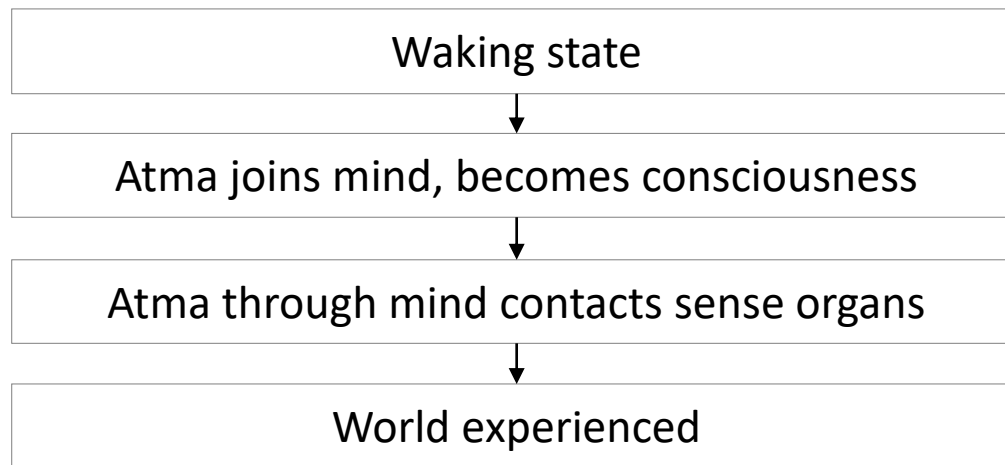 Waking state
Atma joins mind, becomes consciousness
Atma through mind contacts sense organs
World experienced